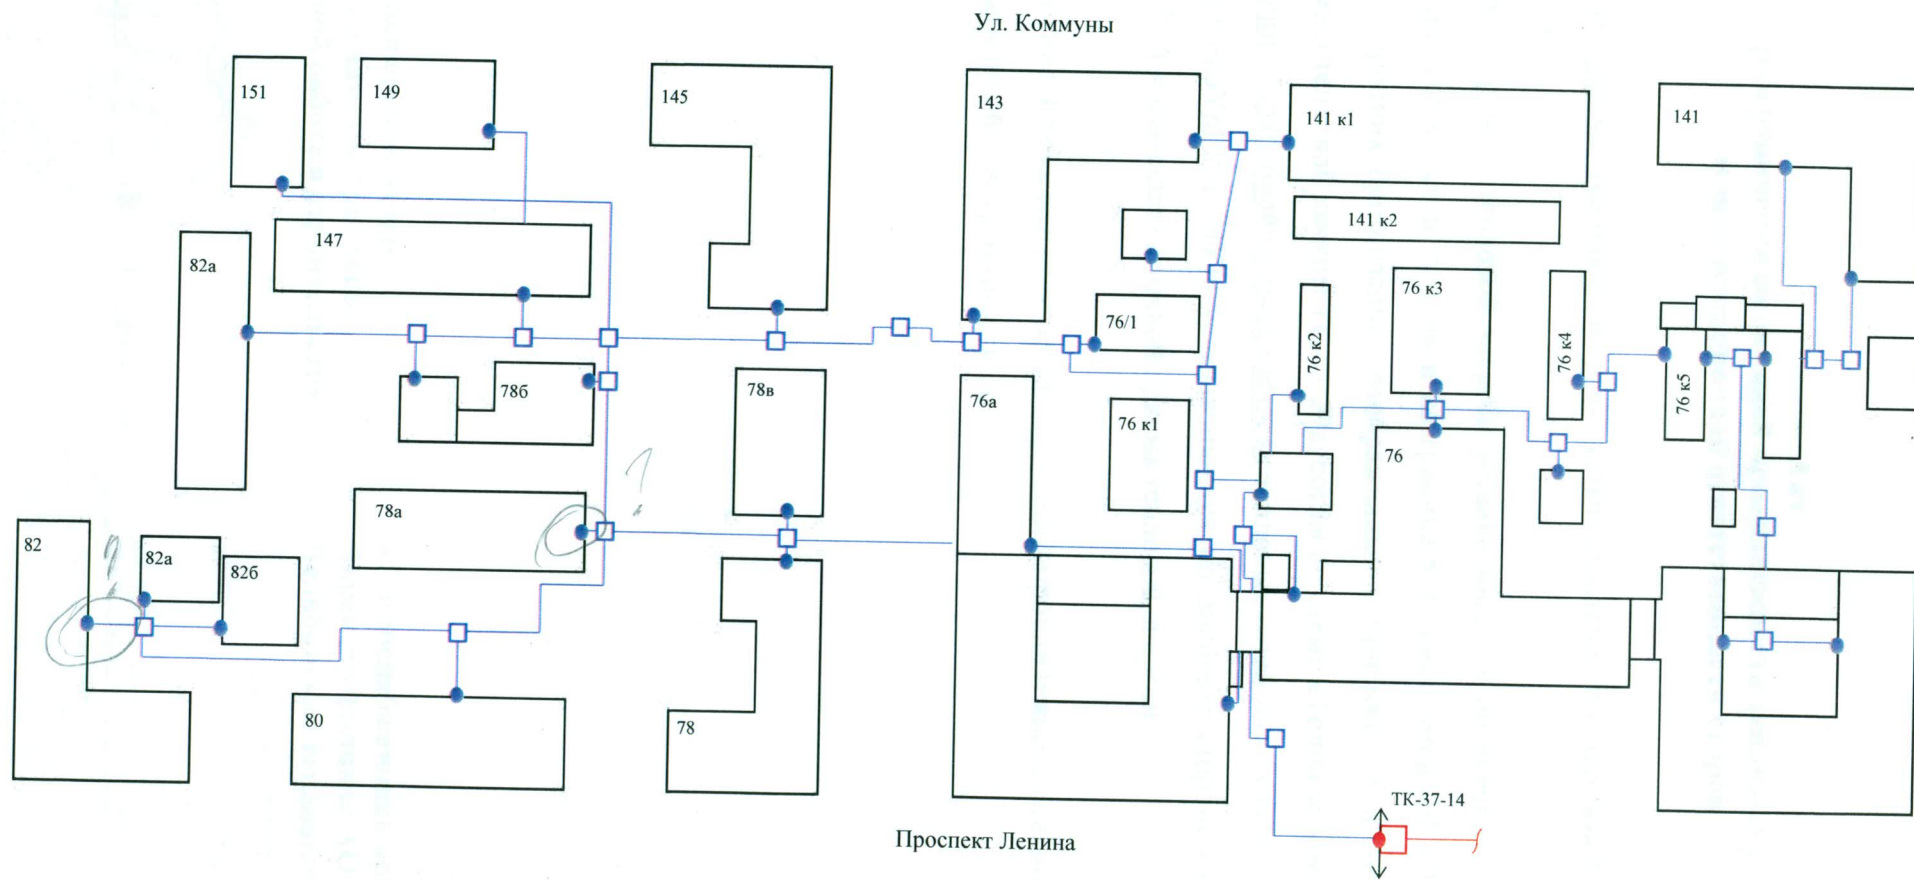 Ул. Коммуны
151
149
145
143
141 к1
141
141 к2
147
82а
76 к3
76/1
76 к2
76 к4
78б
78в
76а
76 к1
76 к5
76
78а
?
82
?
82а
82б
80
78
ТК-37-14
Проспект Ленина